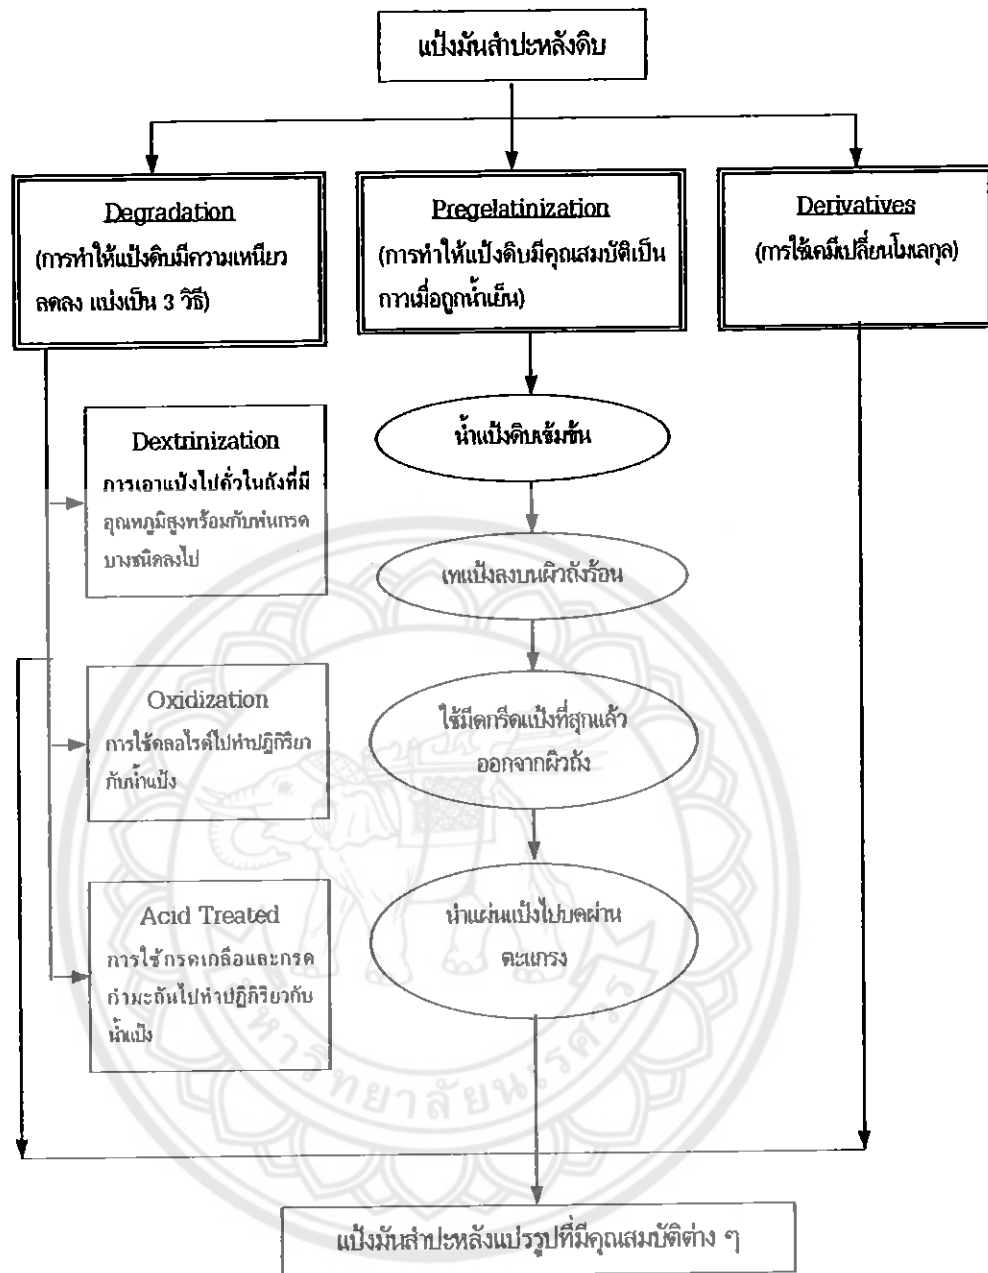 แป้งมันสำปะหลังดิบ
Degradation
(การทำให้แป้งดิบมีความเหนียว
ลดลง แบ่งเป็น 3 วิธี)
Pregelatinization
(การทำให้แป้งดิบมีคุณสมบัติเป็น
กาวเมื่อถูกน้ำเย็น)
Derivatives
(การใช้เคมีเปลี่ยนโมเลกุล)
Dextrinization
การเอาแป้งไปคั่วในถังที่มี
อุณหภูมิสูงพร้อมกับพ่นกรด
บางชนิดลงไป
น้ำแป้งดิบเข้มข้น
เทแป้งลงบนผิวถังร้อน
Oxidization
การใช้คลอไรด์ไปทำปฏิกิริยา
กับน้ำแป้ง
ใช้มีดกรีดแป้งที่สุกแล้ว
ออกจากผิวถัง
Acid Treated
การใช้กรดเกลือและกรด
กำมะถันไปทำปฏิกิริยวกับ
น้ำแป้ง
นำแผ่นแป้งไปบดผ่าน
ตะแกรง
มหาวิทยาลัยนเรศวร
แป้งมันสำปะหลังแปรรูปที่มีคุณสมบัติต่าง ๆ